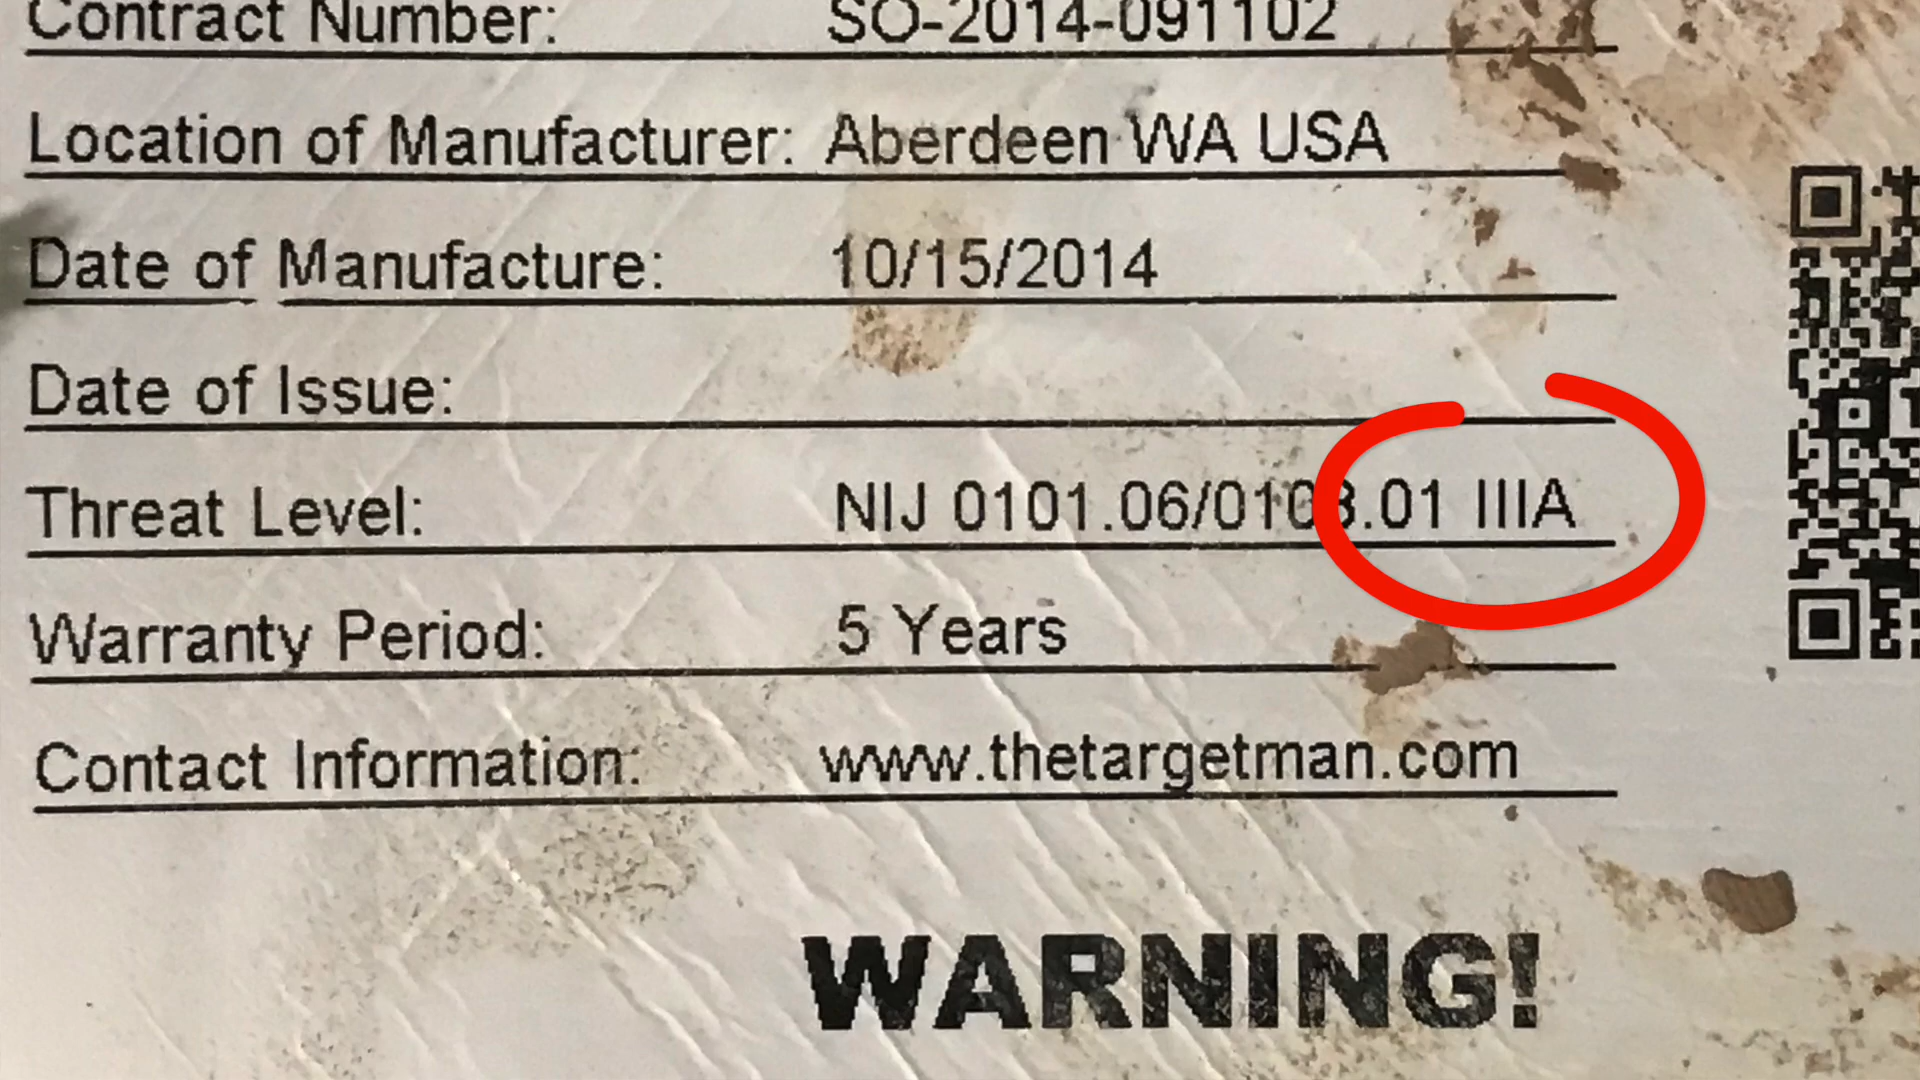 Contract Number: SO-2014-091102
Location of Manufacturer: Aberdeen WA USA
Date of Manufacture: 10/15/2014
Date of Issue:
Threat Level: NIJ 0101.06/0108.01 IIIA
Warranty Period: 5 Years
Contact Information: www.thetargetman.com
WARNING!